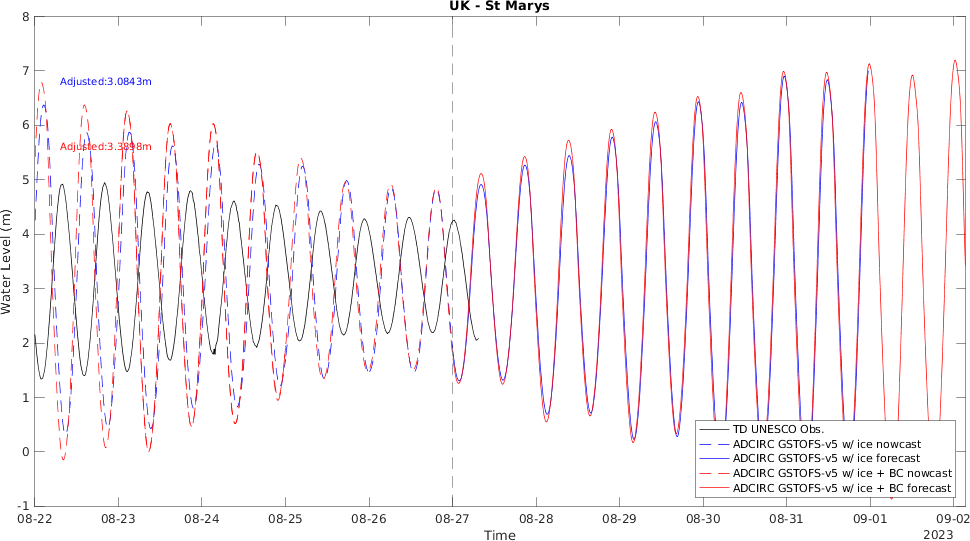 UK - St Marys
8
7
6
5
4
3
2
1
0
-1
Water Level (m)
Adjusted:3.0843m
Adjusted:3.3898m
TD UNESCO Obs.
ADCIRC GSTOFS-v5 w/ ice nowcast
ADCIRC GSTOFS-v5 w/ ice forecast
ADCIRC GSTOFS-v5 w/ ice + BC nowcast
ADCIRC GSTOFS-v5 w/ ice + BC forecast
08-22 08-23 08-24 08-25 08-26 08-27 08-28 08-29 08-30 08-31 09-01 09-02
Time
2023